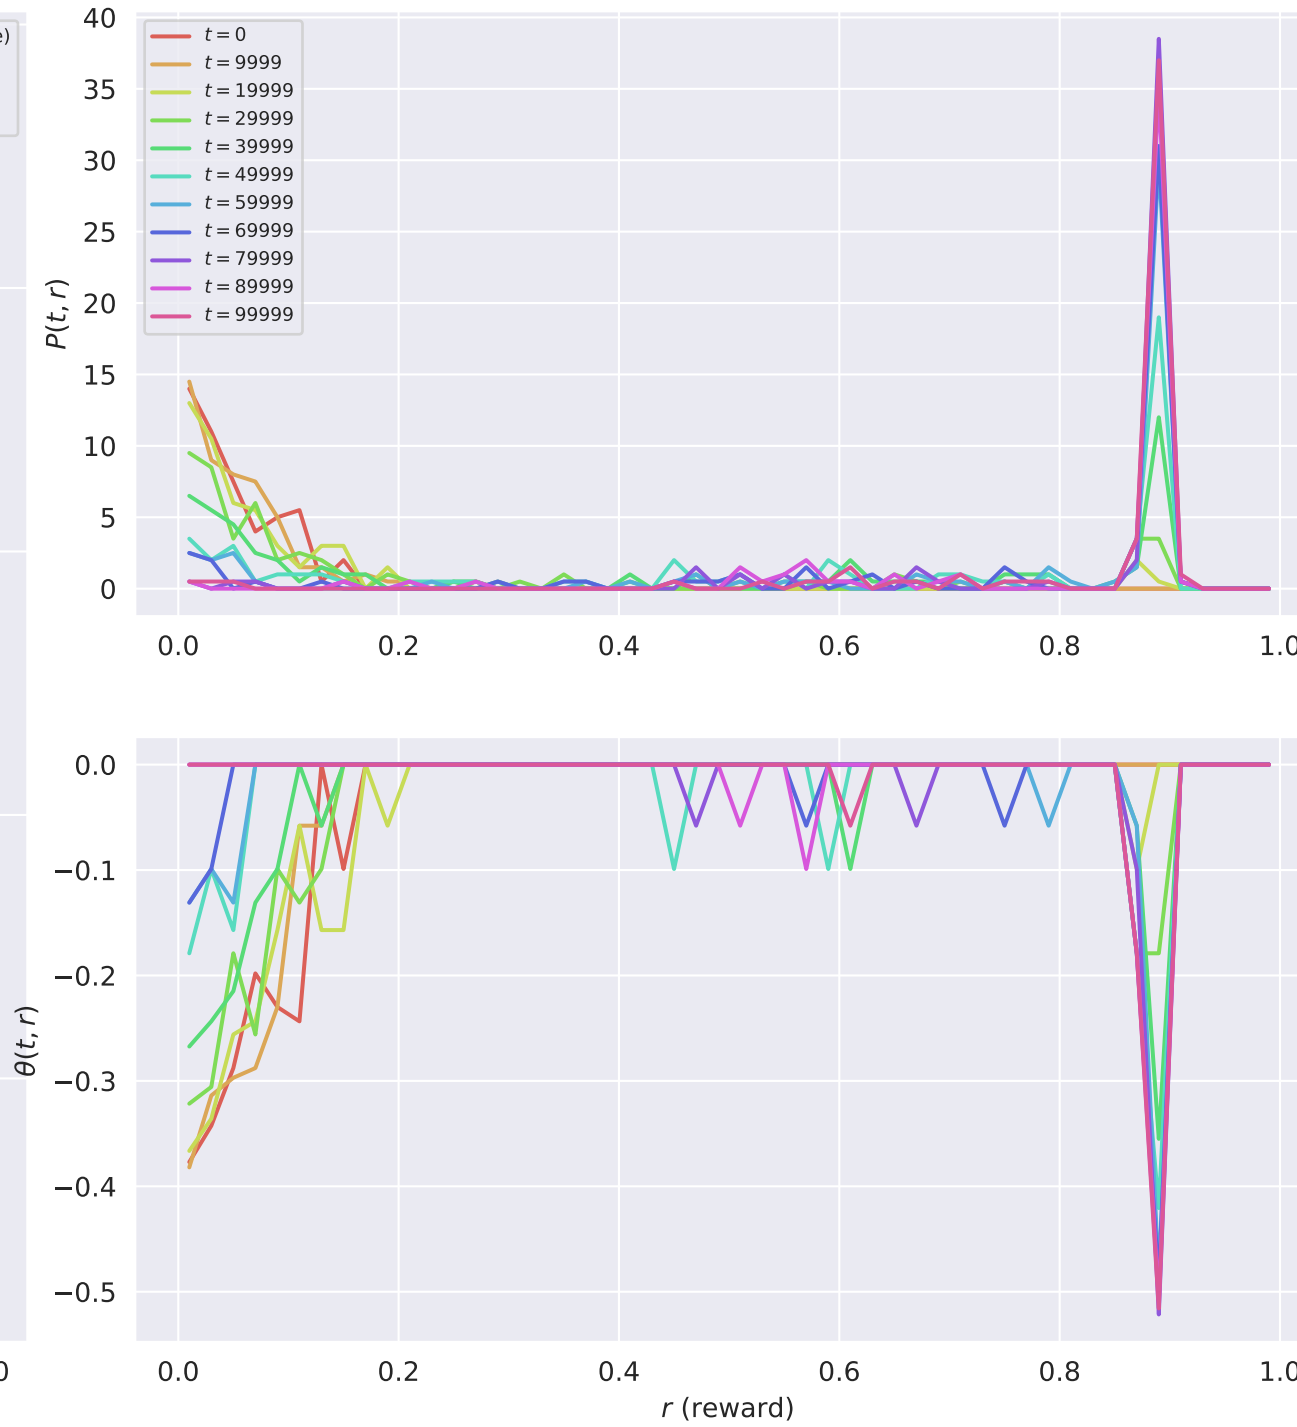 e)
40
35
30
25
20
15
10
5
0
P(t, r)
t = 0
t = 9999
t = 19999
t = 29999
t = 39999
t = 49999
t = 59999
t = 69999
t = 79999
t = 89999
t = 99999
0.0 0.2 0.4 0.6 0.8 1.0
0.0
−0.1
−0.2
−0.3
−0.4
−0.5
θ(t, r)
0 0.0 0.2 0.4 0.6 0.8 1.0
r (reward)